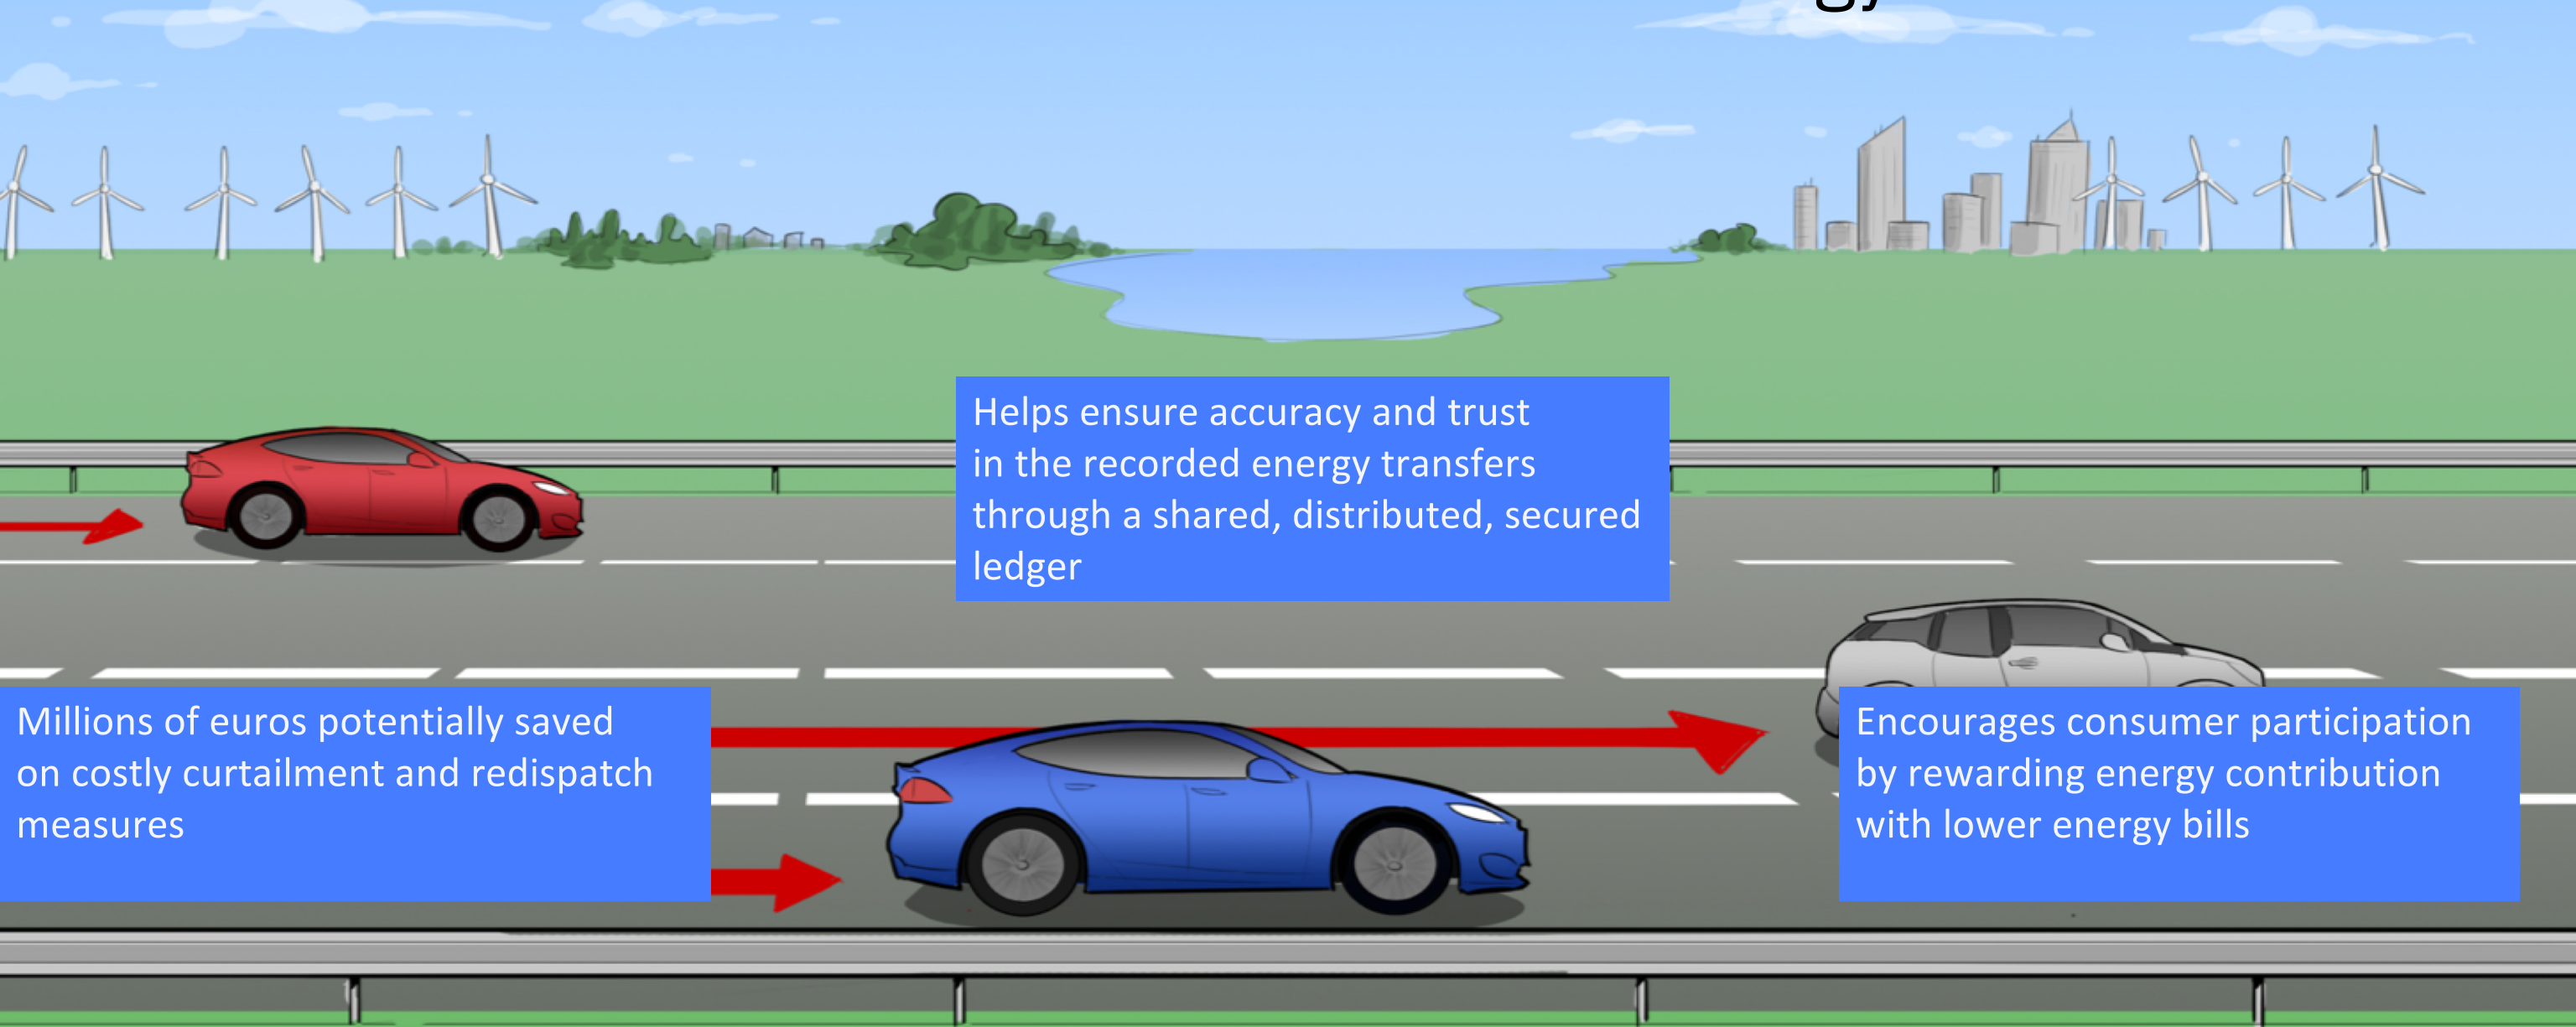 Helps ensure accuracy and trust
in the recorded energy transfers
through a shared, distributed, secured
ledger
Millions of euros potentially saved
on costly curtailment and redispatch
measures
Encourages consumer participation
by rewarding energy contribution
with lower energy bills